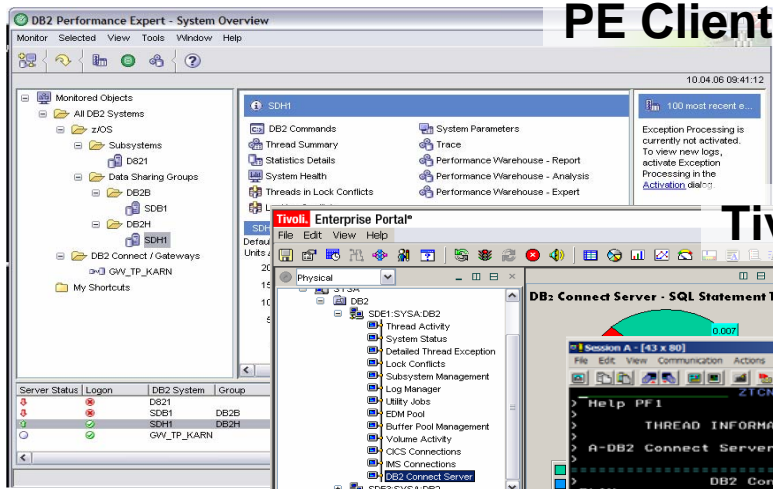 PE Client
DB2 Performance Expert - System Overview
Monitor Selected View Tools Window Help
10.04.06 09:41:12
Monitored Objects
All DB2 Systems
z/OS
Subsystems
D821
Data Sharing Groups
DB2B
SDB1
DB2H
SDH1
DB2 Connect / Gateways
GW_TP_KARN
My Shortcuts
SDH1
DB2 Commands
Thread Summary
Statistics Details
System Health
Threads in Lock Conflicts
System Parameters
Trace
Performance Warehouse - Report
Performance Warehouse - Analysis
Performance Warehouse - Expert
100 most recent e...
Exception Processing is
currently not activated.
To view new logs,
activate Exception
Processing in the
Activation dialog.
Server Status Logon DB2 System Group
D821
SDB1 DB2B
SDH1 DB2H
GW_TP_KARN
Tivoli. Enterprise Portal
File Edit View Help
Physical
DB2
SDE1:SYSA:DB2
Thread Activity
System Status
Detailed Thread Exception
Lock Conflicts
Subsystem Management
Log Manager
Utility Jobs
EDM Pool
Buffer Pool Management
Volume Activity
CICS Connections
IMS Connections
DB2 Connect Server
SDE3:SYSA:DB2
DB2 Connect Server - SQL Statement
0.007
Session A - [43 x 80]
File Edit View Communication Actions
ZTCN
> Help PF1
>
> THREAD INFORMA
>
> A-DB2 Connect Server
>
> DB2 Con